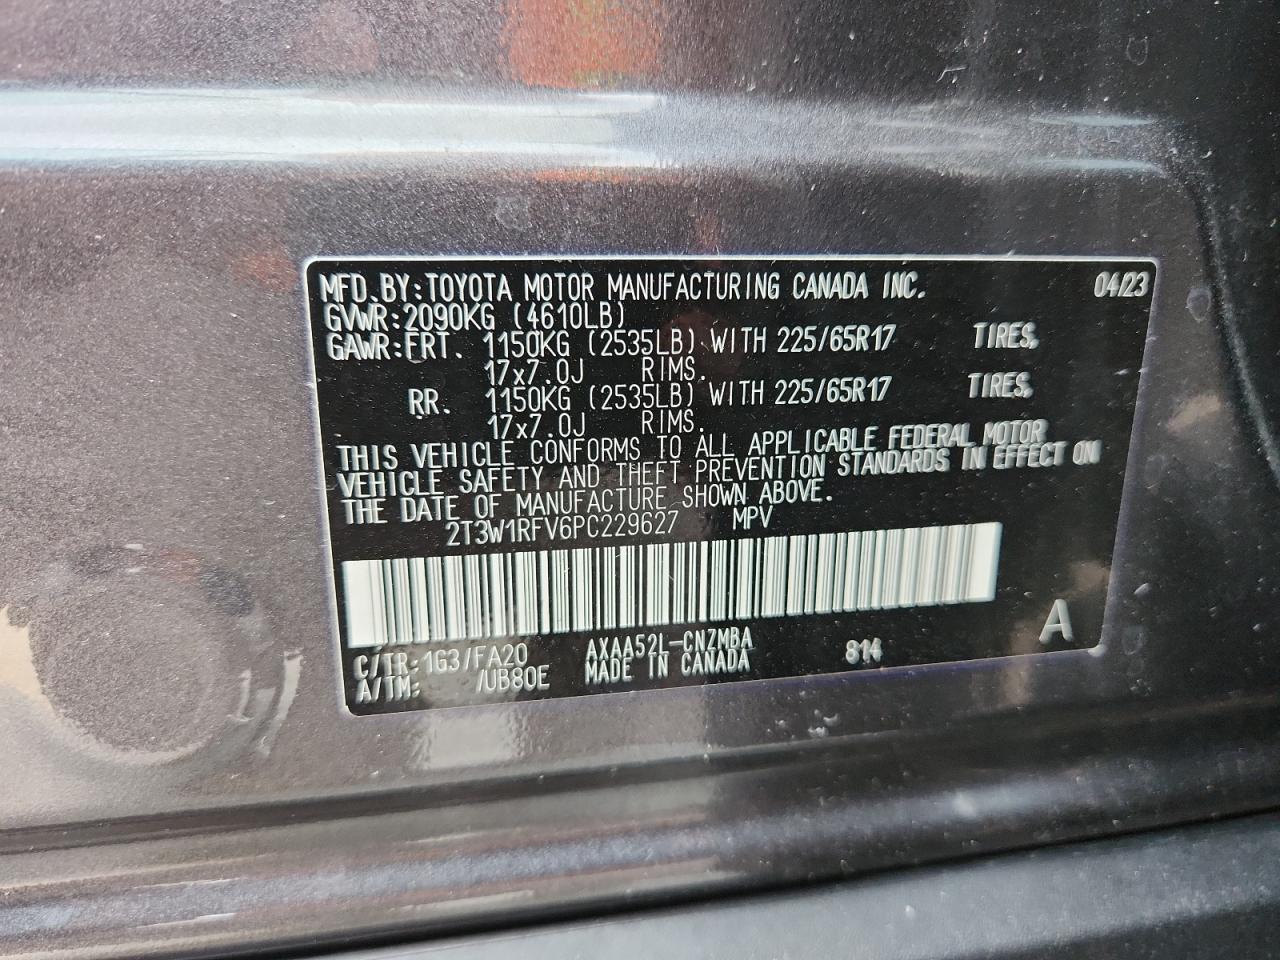 MFD.BY:TOYOTA MOTOR MANUFACTURING CANADA INC. 04/23
GVWR:2090KG (4610LB)
GAWR:FRT. 1150KG (2535LB) WITH 225/65R17 TIRES,
17x7.0J RIMS.
RR. 1150KG (2535LB) WITH 225/65R17 TIRES,
17x7.0J RIMS.
THIS VEHICLE CONFORMS TO ALL APPLICABLE FEDERAL MOTOR
VEHICLE SAFETY AND THEFT PREVENTION STANDARDS IN EFFECT ON
THE DATE OF MANUFACTURE SHOWN ABOVE.
2T3W1RFV6PC229627 MPV
C/TR:1G3/FA20 AXAA52L-CNZMBA 814 A
A/TM: /UB80E MADE IN CANADA